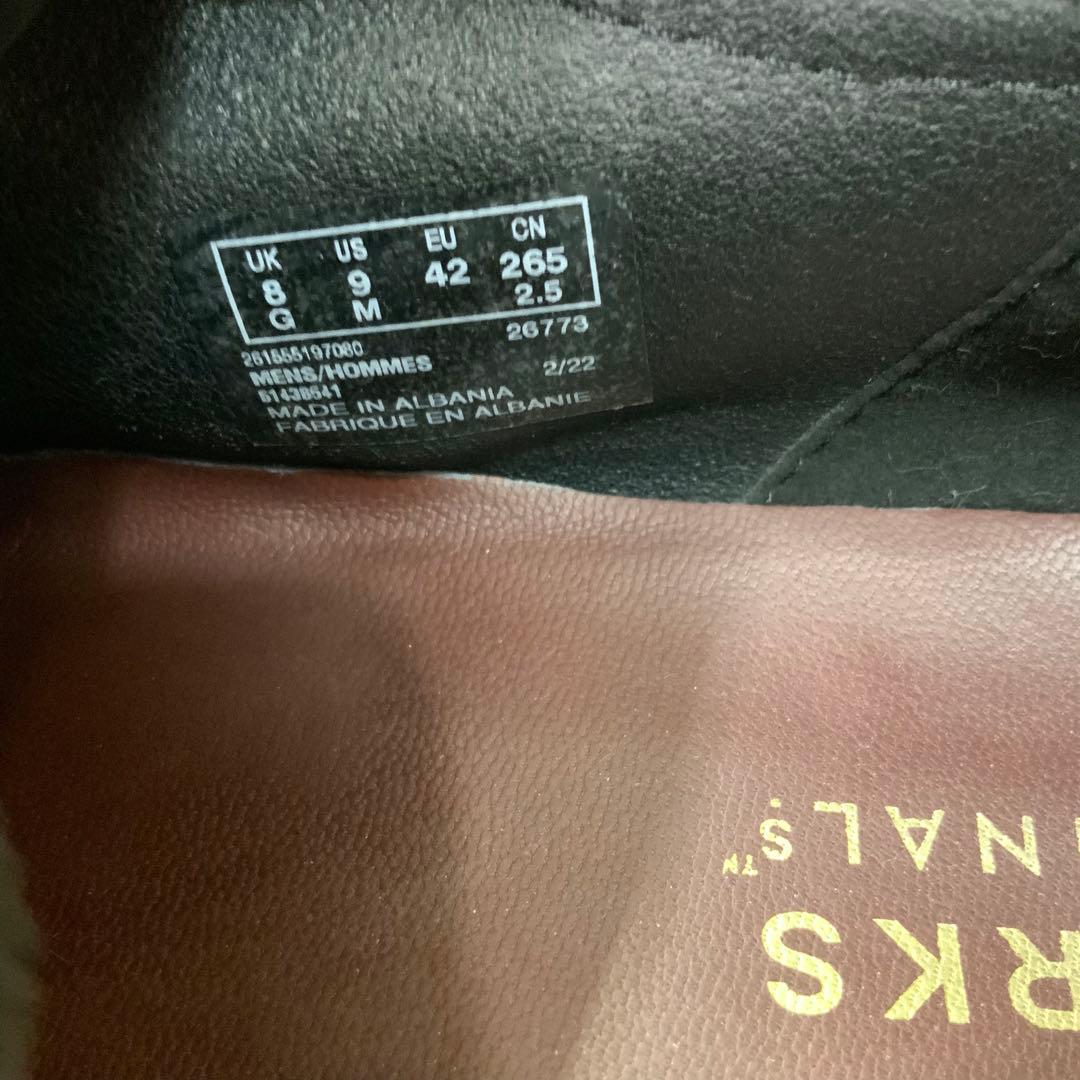 UK US EU CN
8 9 42 265
G M 2.5
261555197080 26773
MENS/HOMMES 2/22
MADE IN ALBANIA
FABRIQUE EN ALBANIE
RKS
NALS™